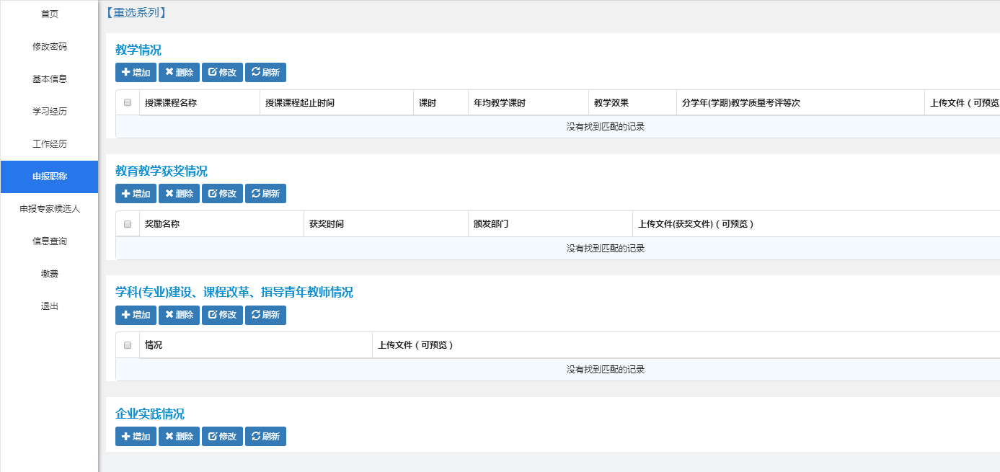 首页
修改密码
基本信息
学习经历
工作经历
申报职称
申报专家候选人
信息查询
缴费
退出
【重选系列】
教学情况
增加 删除 修改 刷新
授课课程名称 授课课程起止时间 课时 年均教学课时 教学效果 分学年(学期)教学质量考评等次 上传文件（可预览
没有找到匹配的记录
教育教学获奖情况
增加 删除 修改 刷新
奖励名称 获奖时间 颁发部门 上传文件(获奖文件)（可预览）
没有找到匹配的记录
学科(专业)建设、课程改革、指导青年教师情况
增加 删除 修改 刷新
情况 上传文件（可预览）
没有找到匹配的记录
企业实践情况
增加 删除 修改 刷新